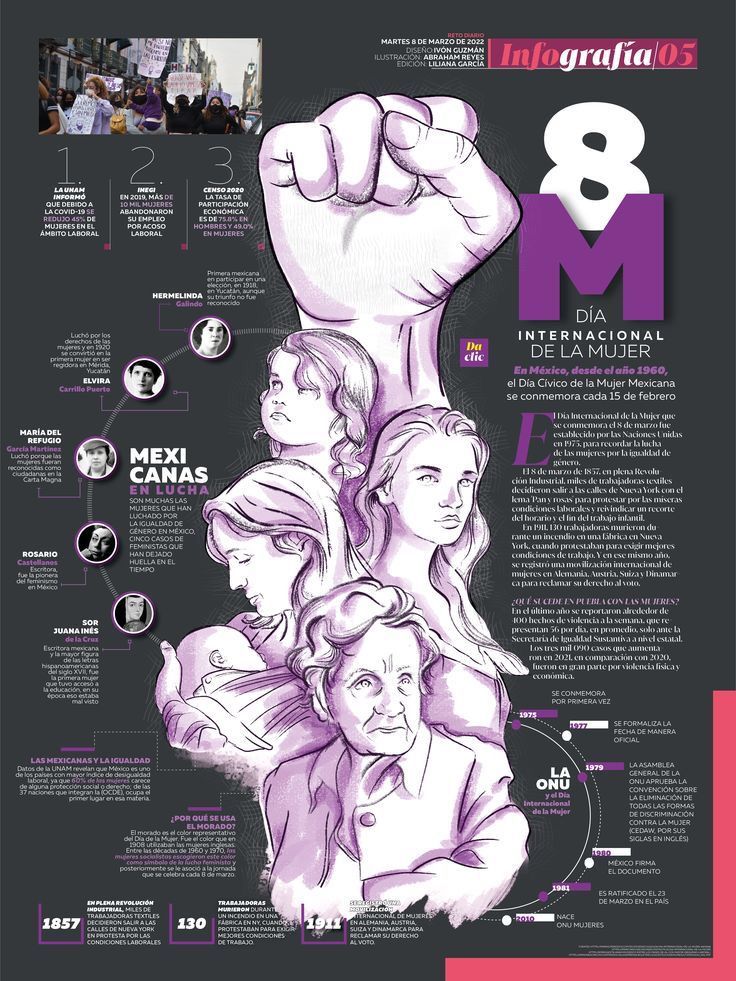 RETO DIARIO
MARTES 8 DE MARZO DE 2022
DISEÑO: IVÓN GUZMÁN
ILUSTRACIÓN: ABRAHAM REYES
EDICIÓN: LILIANA GARCÍA
Infografía|05
1.
LA UNAM
INFORMÓ
QUE DEBIDO A
LA COVID-19 SE
REDUJO 45% DE
MUJERES EN EL
ÁMBITO LABORAL
2.
INEGI
EN 2019, MÁS DE
10 MIL MUJERES
ABANDONARON
SU EMPLEO
POR ACOSO
LABORAL
3.
CENSO 2020
LA TASA DE
PARTICIPACIÓN
ECONÓMICA
ES DE 75.8% EN
HOMBRES Y 49.0%
EN MUJERES
8
M
DÍA
INTERNACIONAL
DE LA MUJER
En México, desde el año 1960,
el Día Cívico de la Mujer Mexicana
se conmemora cada 15 de febrero
Da
clic
El Día Internacional de la Mujer que
se conmemora el 8 de marzo fue
establecido por las Naciones Unidas
en 1975, para recordar la lucha
de las mujeres por la igualdad de
género.
El 8 de marzo de 1857, en plena Revolu-
ción Industrial, miles de trabajadoras textiles
decidieron salir a las calles de Nueva York con el
lema 'Pan y rosas' para protestar por las míseras
condiciones laborales y reivindicar un recorte
del horario y el fin del trabajo infantil.
En 1911, 130 trabajadoras murieron du-
rante un incendio en una fábrica en Nueva
York, cuando protestaban para exigir mejores
condiciones de trabajo. Y en ese mismo año,
se registró una movilización internacional de
mujeres en Alemania, Austria, Suiza y Dinamar-
ca para reclamar su derecho al voto.
¿QUÉ SUCEDE EN PUEBLA CON LAS MUJERES?
En el último año se reportaron alrededor de
400 hechos de violencia a la semana, que re-
presentan 56 por día, en promedio, solo ante la
Secretaría de Igualdad Sustantiva a nivel estatal.
Los tres mil 090 casos que aumenta-
ron en 2021, en comparación con 2020,
fueron en gran parte por violencia física y
económica.
HERMELINDA
Galindo
Primera mexicana
en participar en una
elección, en 1918,
en Yucatán, aunque
su triunfo no fue
reconocido
Luchó por los
derechos de las
mujeres y en 1920
se convirtió en la
primera mujer en ser
regidora en Mérida,
Yucatán
ELVIRA
Carrillo Puerto
MARÍA DEL
REFUGIO
García Martínez
Luchó porque las
mujeres fueran
reconocidas como
ciudadanas en la
Carta Magna
ROSARIO
Castellanos
Escritora,
fue la pionera
del feminismo
en México
SOR
JUANA INÉS
de la Cruz
Escritora mexicana
y la mayor figura
de las letras
hispanoamericanas
del siglo XVII, fue
la primera mujer
que tuvo acceso a
la educación, en su
época eso estaba
mal visto
MEXI
CANAS
EN LUCHA
SON MUCHAS LAS
MUJERES QUE HAN
LUCHADO POR
LA IGUALDAD DE
GÉNERO EN MÉXICO,
CINCO CASOS DE
FEMINISTAS QUE
HAN DEJADO
HUELLA EN EL
TIEMPO
LAS MEXICANAS Y LA IGUALDAD
Datos de la UNAM revelan que México es uno
de los países con mayor índice de desigualdad
laboral, ya que 60% de las mujeres carece
de alguna protección social o derecho; de las
37 naciones que integran la (OCDE), ocupa el
primer lugar en esa materia.
¿POR QUÉ SE USA
EL MORADO?
El morado es el color representativo
del Día de la Mujer. Fue el color que en
1908 utilizaban las mujeres inglesas.
Entre las décadas de 1960 y 1970, las
mujeres socialistas escogieron este color
como símbolo de la lucha feminista y
posteriormente se le asoció a la jornada
que se celebra cada 8 de marzo.
LA
ONU
y el Día
Internacional
de la Mujer
1975
SE CONMEMORA
POR PRIMERA VEZ
1977
SE FORMALIZA LA
FECHA DE MANERA
OFICIAL
1979
LA ASAMBLEA
GENERAL DE LA
ONU APRUEBA LA
CONVENCIÓN SOBRE
LA ELIMINACIÓN DE
TODAS LAS FORMAS
DE DISCRIMINACIÓN
CONTRA LA MUJER
(CEDAW, POR SUS
SIGLAS EN INGLÉS)
1980
MÉXICO FIRMA
EL DOCUMENTO
1981
ES RATIFICADO EL 23
DE MARZO EN EL PAÍS
2010
NACE
ONU MUJERES
1857
EN PLENA REVOLUCIÓN
INDUSTRIAL, MILES DE
TRABAJADORAS TEXTILES
DECIDIERON SALIR A LAS
CALLES DE NUEVA YORK
EN PROTESTA POR LAS
CONDICIONES LABORALES
130
TRABAJADORAS
MURIERON DURANTE
UN INCENDIO EN UNA
FÁBRICA EN NY, CUANDO
PROTESTABAN PARA EXIGIR
MEJORES CONDICIONES
DE TRABAJO.
1911
SE REGISTRÓ UNA
MOVILIZACIÓN
INTERNACIONAL DE MUJERES
EN ALEMANIA, AUSTRIA,
SUIZA Y DINAMARCA PARA
RECLAMAR SU DERECHO
AL VOTO.